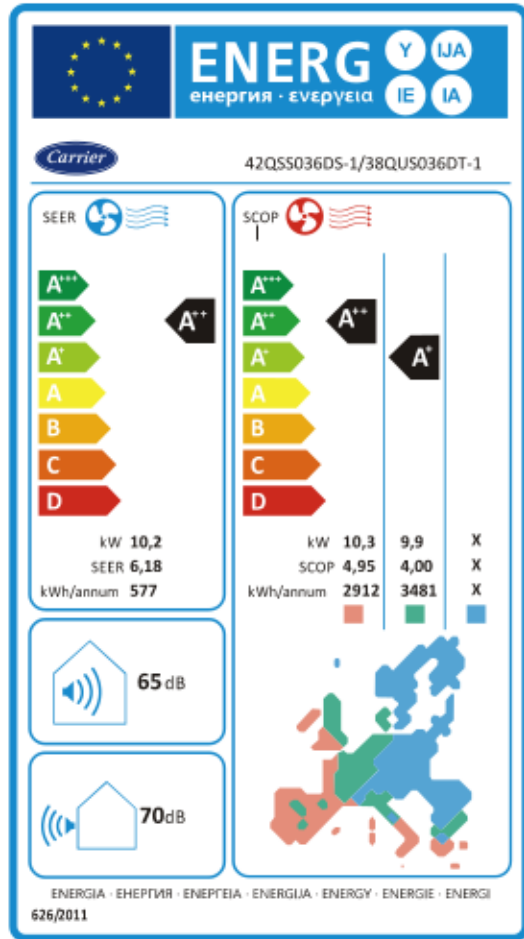 ENERG
Y IJA
IE IA
енергия · ενεργεια
Carrier
42QSS036DS-1/38QUS036DT-1
SEER
A+++
A++
A+
A
B
C
D
A++
kW 10,2
SEER 6,18
kWh/annum 577
SCOP
A+++
A++
A+
A
B
C
D
A++
A+
kW 10,3 9,9 X
SCOP 4,95 4,00 X
kWh/annum 2912 3481 X
65 dB
70dB
ENERGIA · ЕНЕРГИЯ · ΕΝΕΡΓΕΙΑ · ENERGIJA · ENERGY · ENERGIE · ENERGI
626/2011